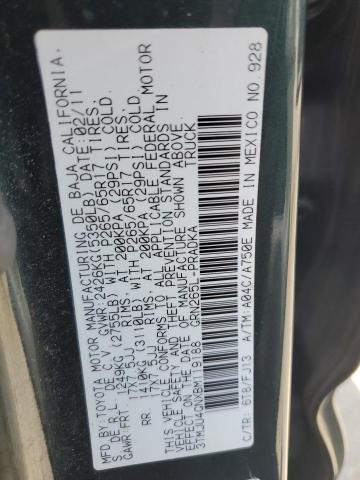 MFD.BY:TOYOTA MOTOR MANUFACTURING DE BAJA CALIFORNIA.
S DE R.L DE C.V. GVWR:2420KG(5350LB) DATE:02/11
GAWR:FRT 1249KG(2755LB) WITH P265/65R17 TIRES.
17X7.5JJ RIMS. AT 200KPA (29PSI) COLD.
RR 1410KG(3110LB) WITH P265/65R17 TIRES.
17X7.5JJ RIMS. AT 200KPA (29PSI) COLD.
THIS VEHICLE CONFORMS TO ALL APPLICABLE FEDERAL MOTOR
VEHICLE SAFETY STANDARDS IN EFFECT ON THE DATE
OF MANUFACTURE SHOWN ABOVE.
3TMJU4GNXBM119188 TRUCK
GRN265L-PRADKA
C/TR: 6T8/FJ13 A/TM:A04C/A750E MADE IN MEXICO NO.928